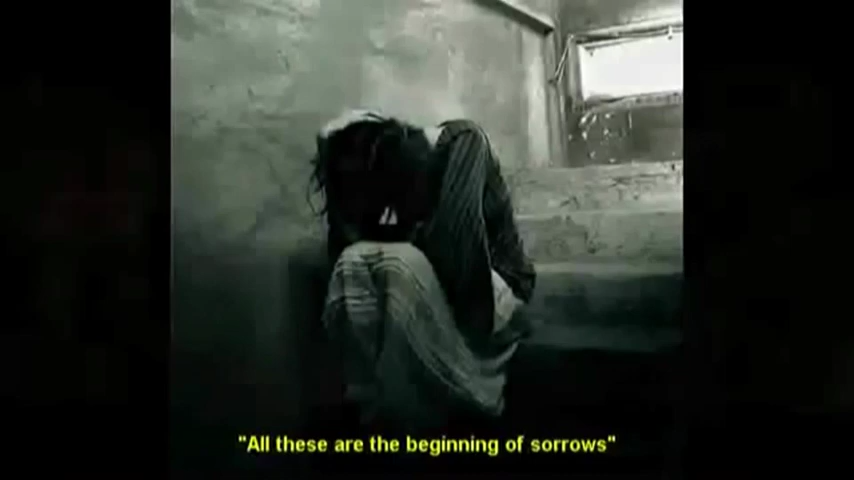 "All these are the beginning of sorrows"